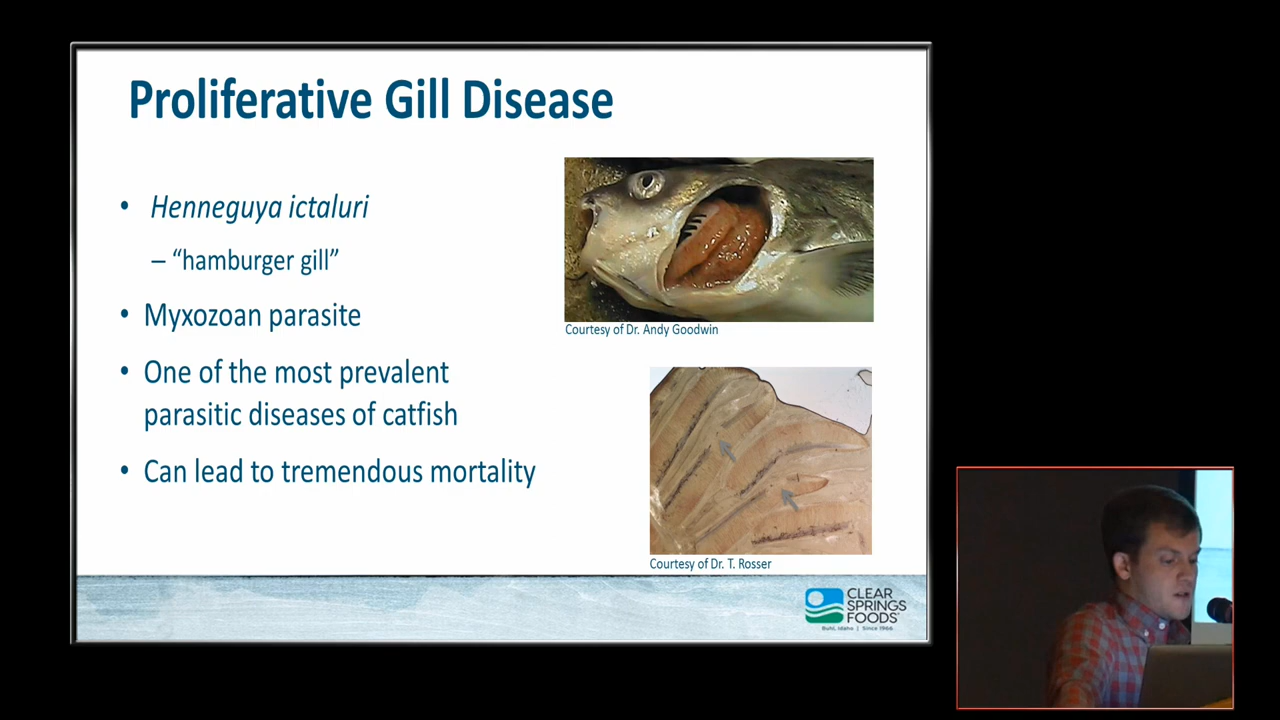 Proliferative Gill Disease
• Henneguya ictaluri
– “hamburger gill”
• Myxozoan parasite
• One of the most prevalent
parasitic diseases of catfish
• Can lead to tremendous mortality
Courtesy of Dr. Andy Goodwin
Courtesy of Dr. T. Rosser
CLEAR
SPRINGS
FOODS
Buhl, Idaho | Since 1966